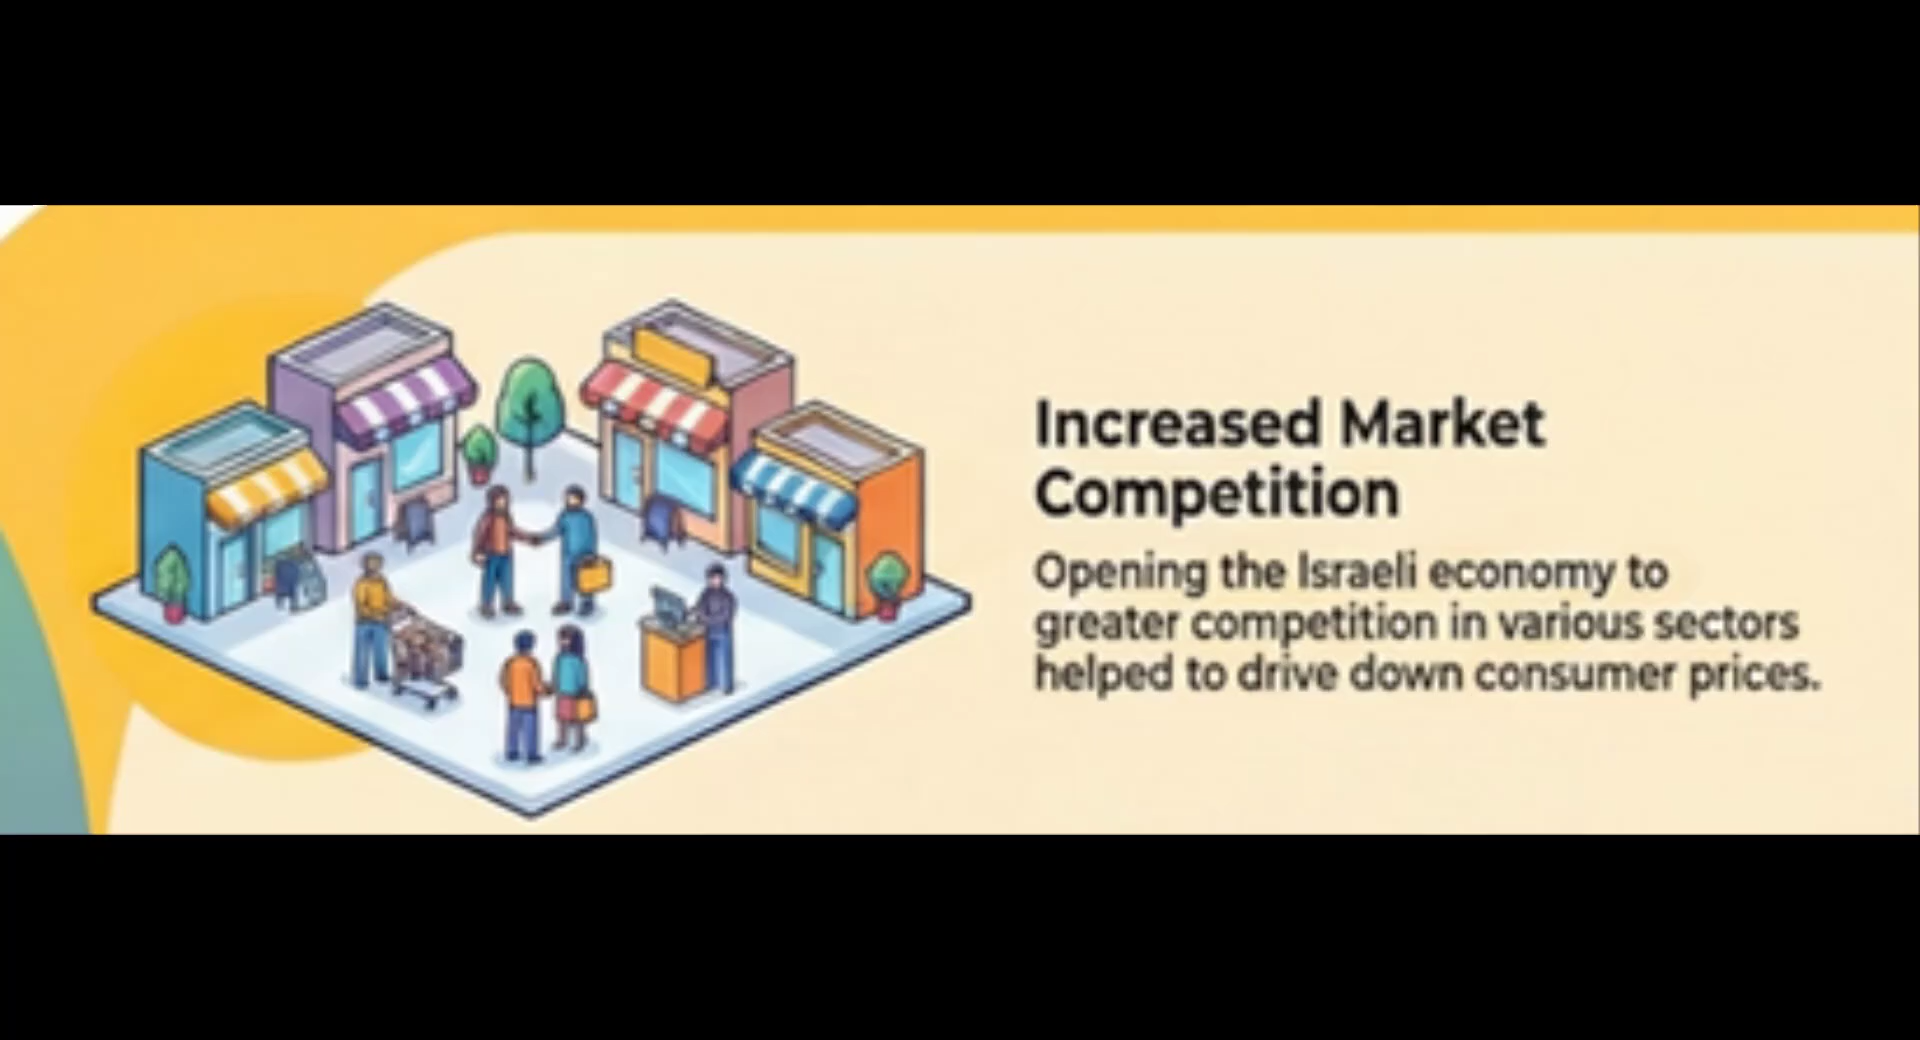 Increased Market
Competition
Opening the Israeli economy to
greater competition in various sectors
helped to drive down consumer prices.